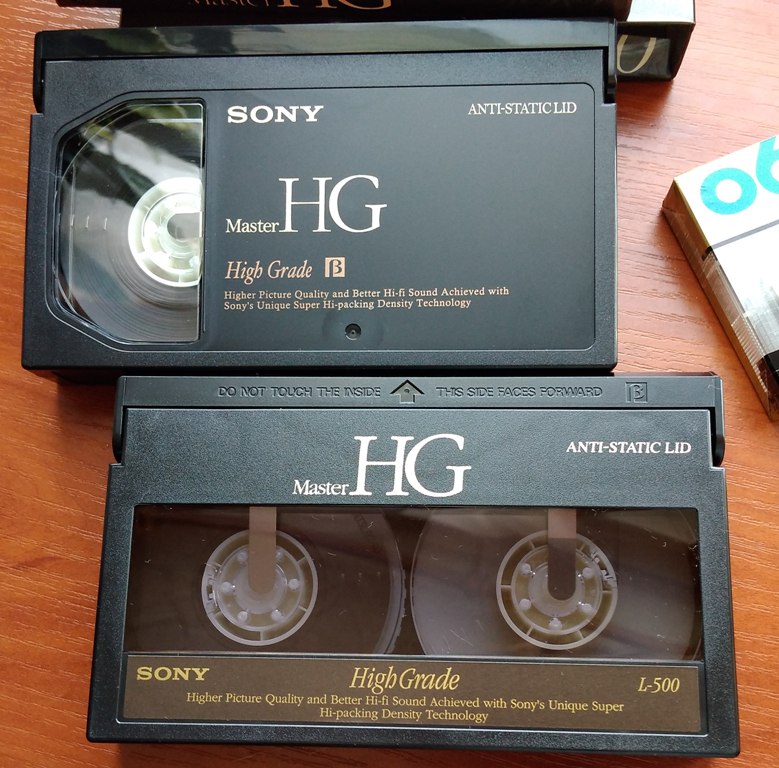 Master HG
SONY
ANTI-STATIC LID
Master HG
High Grade β
Higher Picture Quality and Better Hi-fi Sound Achieved with
Sony's Unique Super Hi-packing Density Technology
06
DO NOT TOUCH THE INSIDE THIS SIDE FACES FORWARD β
Master HG
ANTI-STATIC LID
SONY
High Grade
L-500
Higher Picture Quality and Better Hi-fi Sound Achieved with Sony's Unique Super
Hi-packing Density Technology